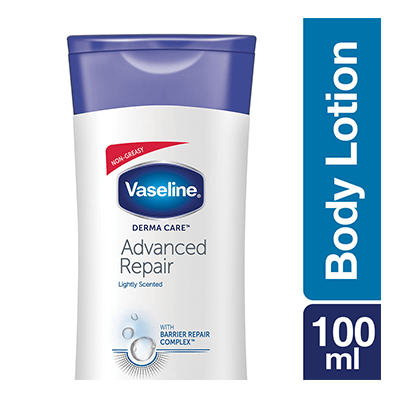 NON-GREASY
Vaseline®
DERMA CARE™
Advanced
Repair
Lightly Scented
WITH
BARRIER REPAIR
COMPLEX™
Body Lotion
100
ml